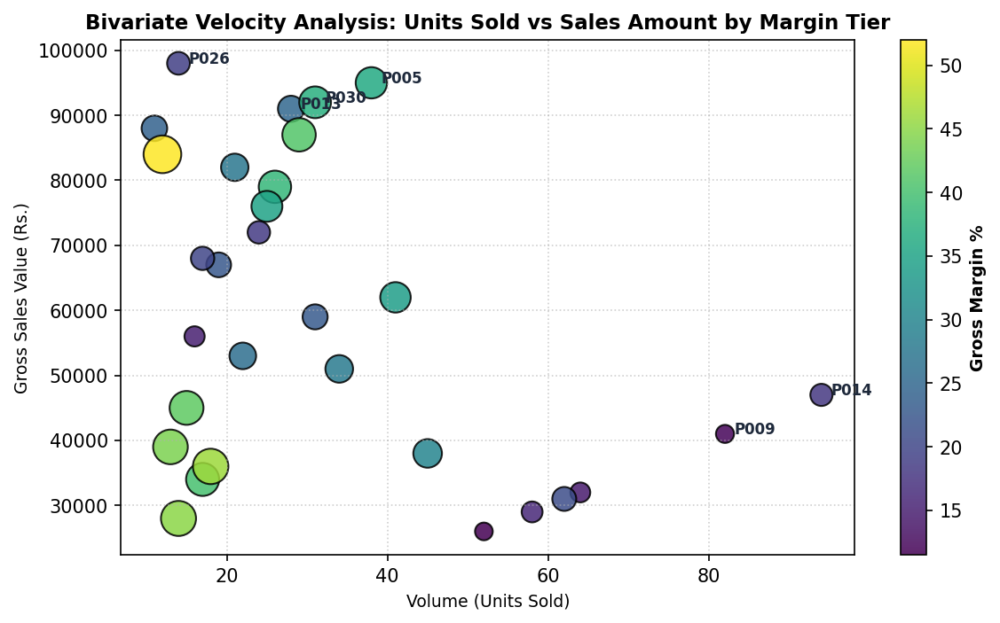 Bivariate Velocity Analysis: Units Sold vs Sales Amount by Margin Tier
100000
90000
80000
70000
60000
50000
40000
30000
Gross Sales Value (Rs.)
P026
P005
P030
P013
P014
P009
20
40
60
80
Volume (Units Sold)
50
45
40
35
30
25
20
15
Gross Margin %